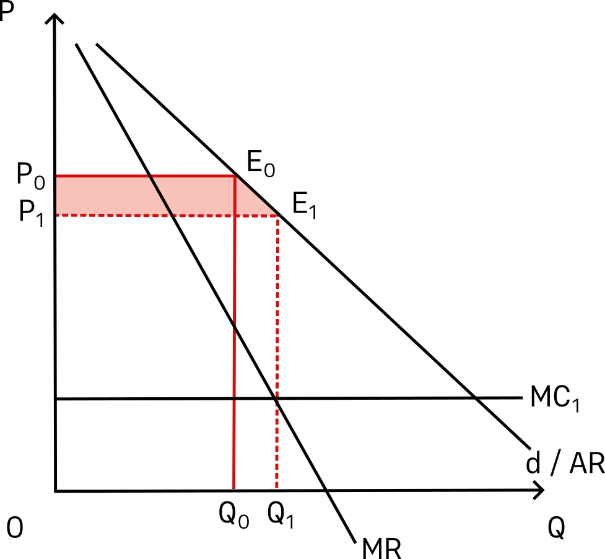 P
E₀
P₀
E₁
P₁
MC₁
d / AR
Q₀ Q₁
O Q
MR